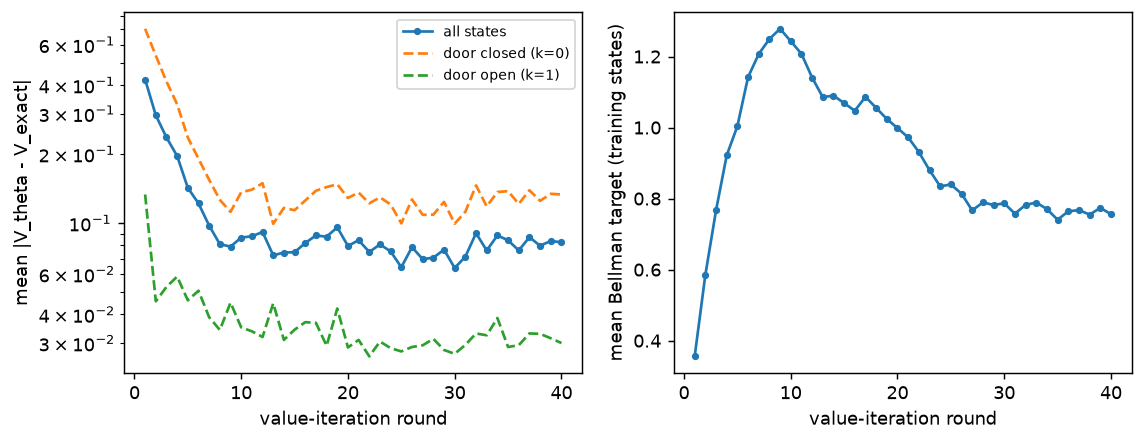 mean |V_theta - V_exact|
6 × 10⁻¹
4 × 10⁻¹
3 × 10⁻¹
2 × 10⁻¹
10⁻¹
6 × 10⁻²
4 × 10⁻²
3 × 10⁻²
all states
door closed (k=0)
door open (k=1)
0 10 20 30 40
value-iteration round
mean Bellman target (training states)
1.2
1.0
0.8
0.6
0.4
0 10 20 30 40
value-iteration round